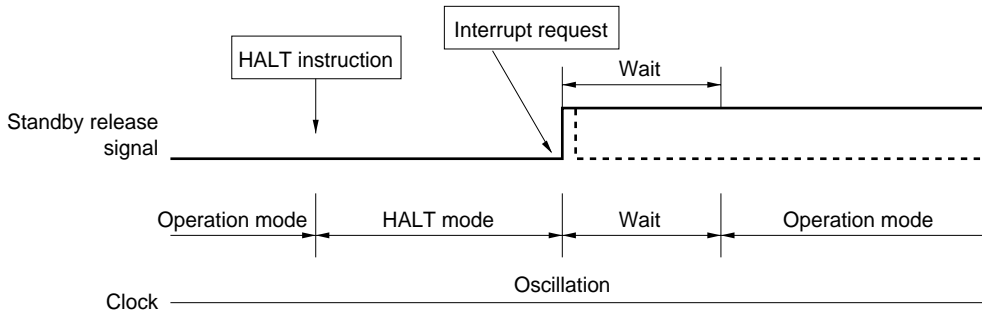 Interrupt request
HALT instruction
Wait
Standby release
signal
Operation mode
HALT mode
Wait
Operation mode
Oscillation
Clock